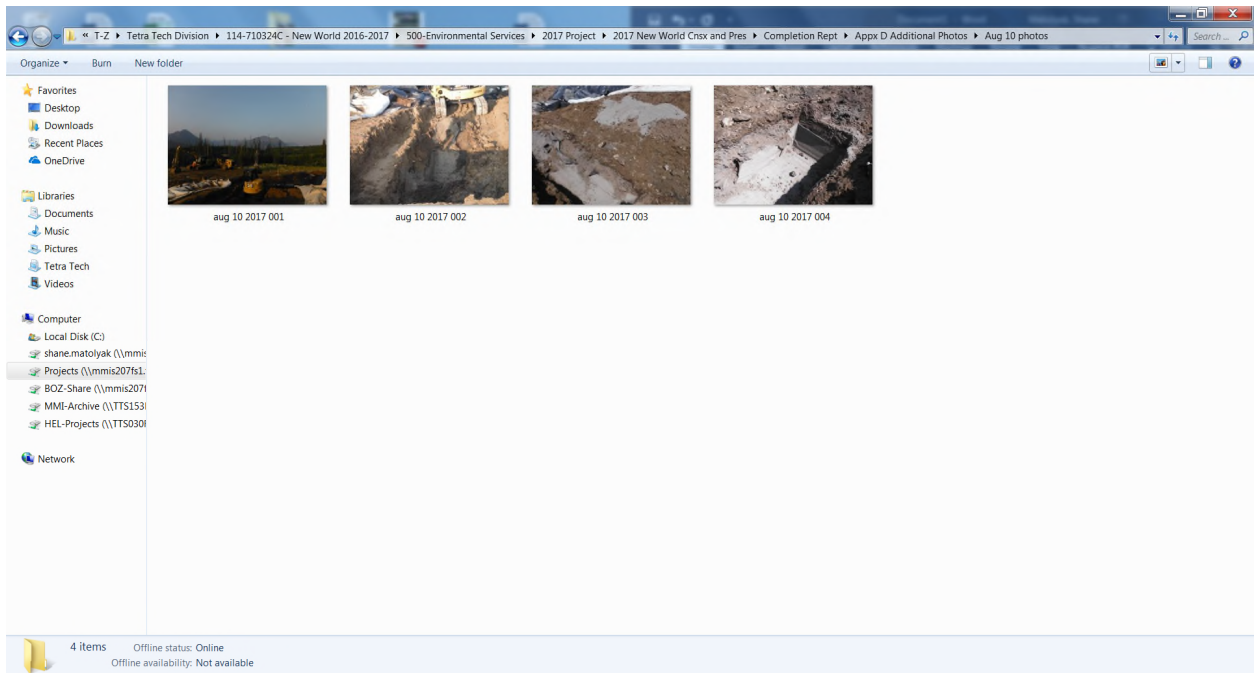 « T-Z ▸ Tetra Tech Division ▸ 114-710324C - New World 2016-2017 ▸ 500-Environmental Services ▸ 2017 Project ▸ 2017 New World Cnsx and Pres ▸ Completion Rept ▸ Appx D Additional Photos ▸ Aug 10 photos
Search ...
Organize ▾ Burn New folder
Favorites
Desktop
Downloads
Recent Places
OneDrive
Libraries
Documents
Music
Pictures
Tetra Tech
Videos
Computer
Local Disk (C:)
shane.matolyak (\\mmis
Projects (\\mmis207fs1.
BOZ-Share (\\mmis207f
MMI-Archive (\\TTS153
HEL-Projects (\\TTS030
Network
aug 10 2017 001
aug 10 2017 002
aug 10 2017 003
aug 10 2017 004
4 items Offline status: Online
Offline availability: Not available